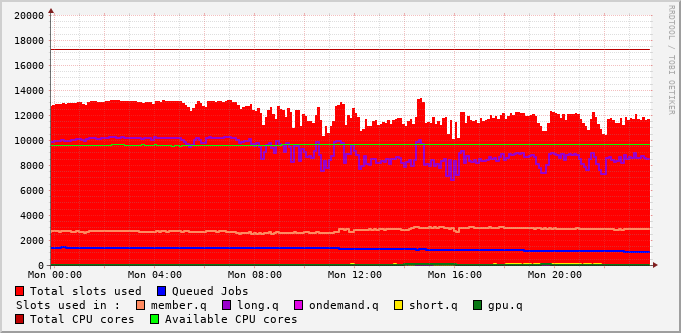 RRDTOOL / TOBI OETIKER
20000
18000
16000
14000
12000
10000
8000
6000
4000
2000
0
Mon 00:00 Mon 04:00 Mon 08:00 Mon 12:00 Mon 16:00 Mon 20:00
Total slots used Queued Jobs
Slots used in : member.q long.q ondemand.q short.q gpu.q
Total CPU cores Available CPU cores